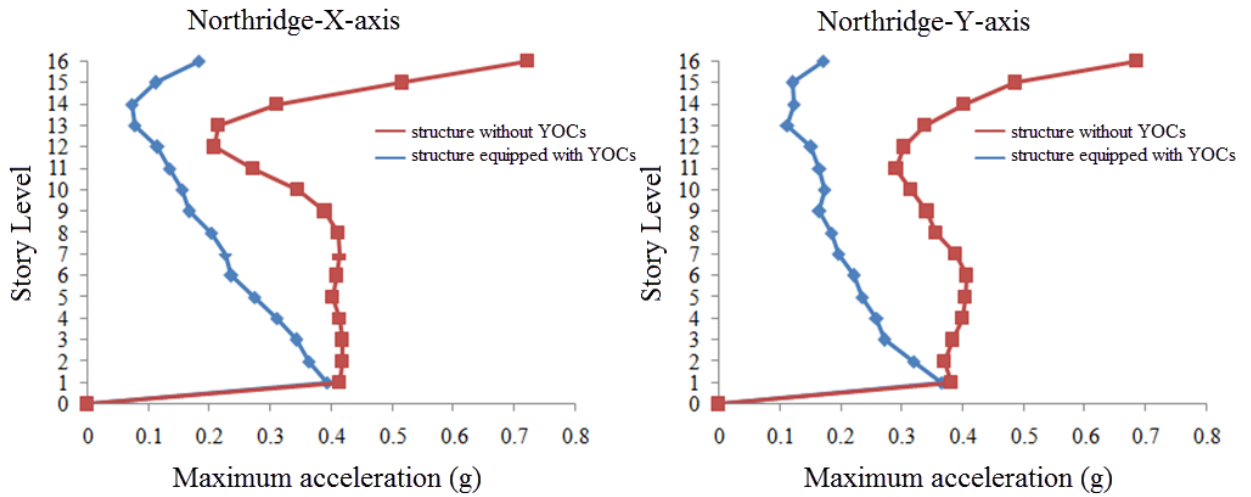 Northridge-X-axis
16
15
14
13
12
11
10
9
8
7
6
5
4
3
2
1
0
Story Level
structure without YOCs
structure equipped with YOCs
0 0.1 0.2 0.3 0.4 0.5 0.6 0.7 0.8
Maximum acceleration (g)
Northridge-Y-axis
16
15
14
13
12
11
10
9
8
7
6
5
4
3
2
1
0
Story Level
structure without YOCs
structure equipped with YOCs
0 0.1 0.2 0.3 0.4 0.5 0.6 0.7 0.8
Maximum acceleration (g)